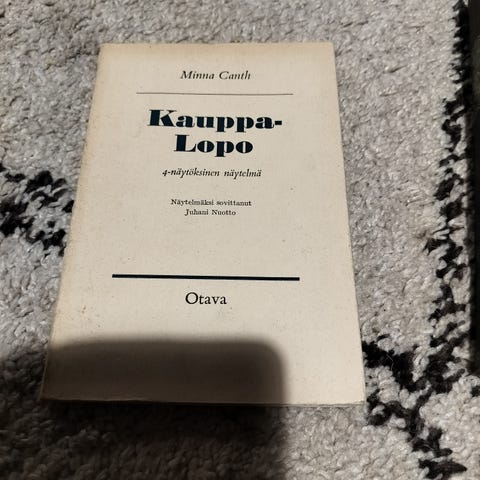 Minna Canth
Kauppa-
Lopo
4-näytöksinen näytelmä
Näytelmäksi sovittanut
Juhani Nuotto
Otava